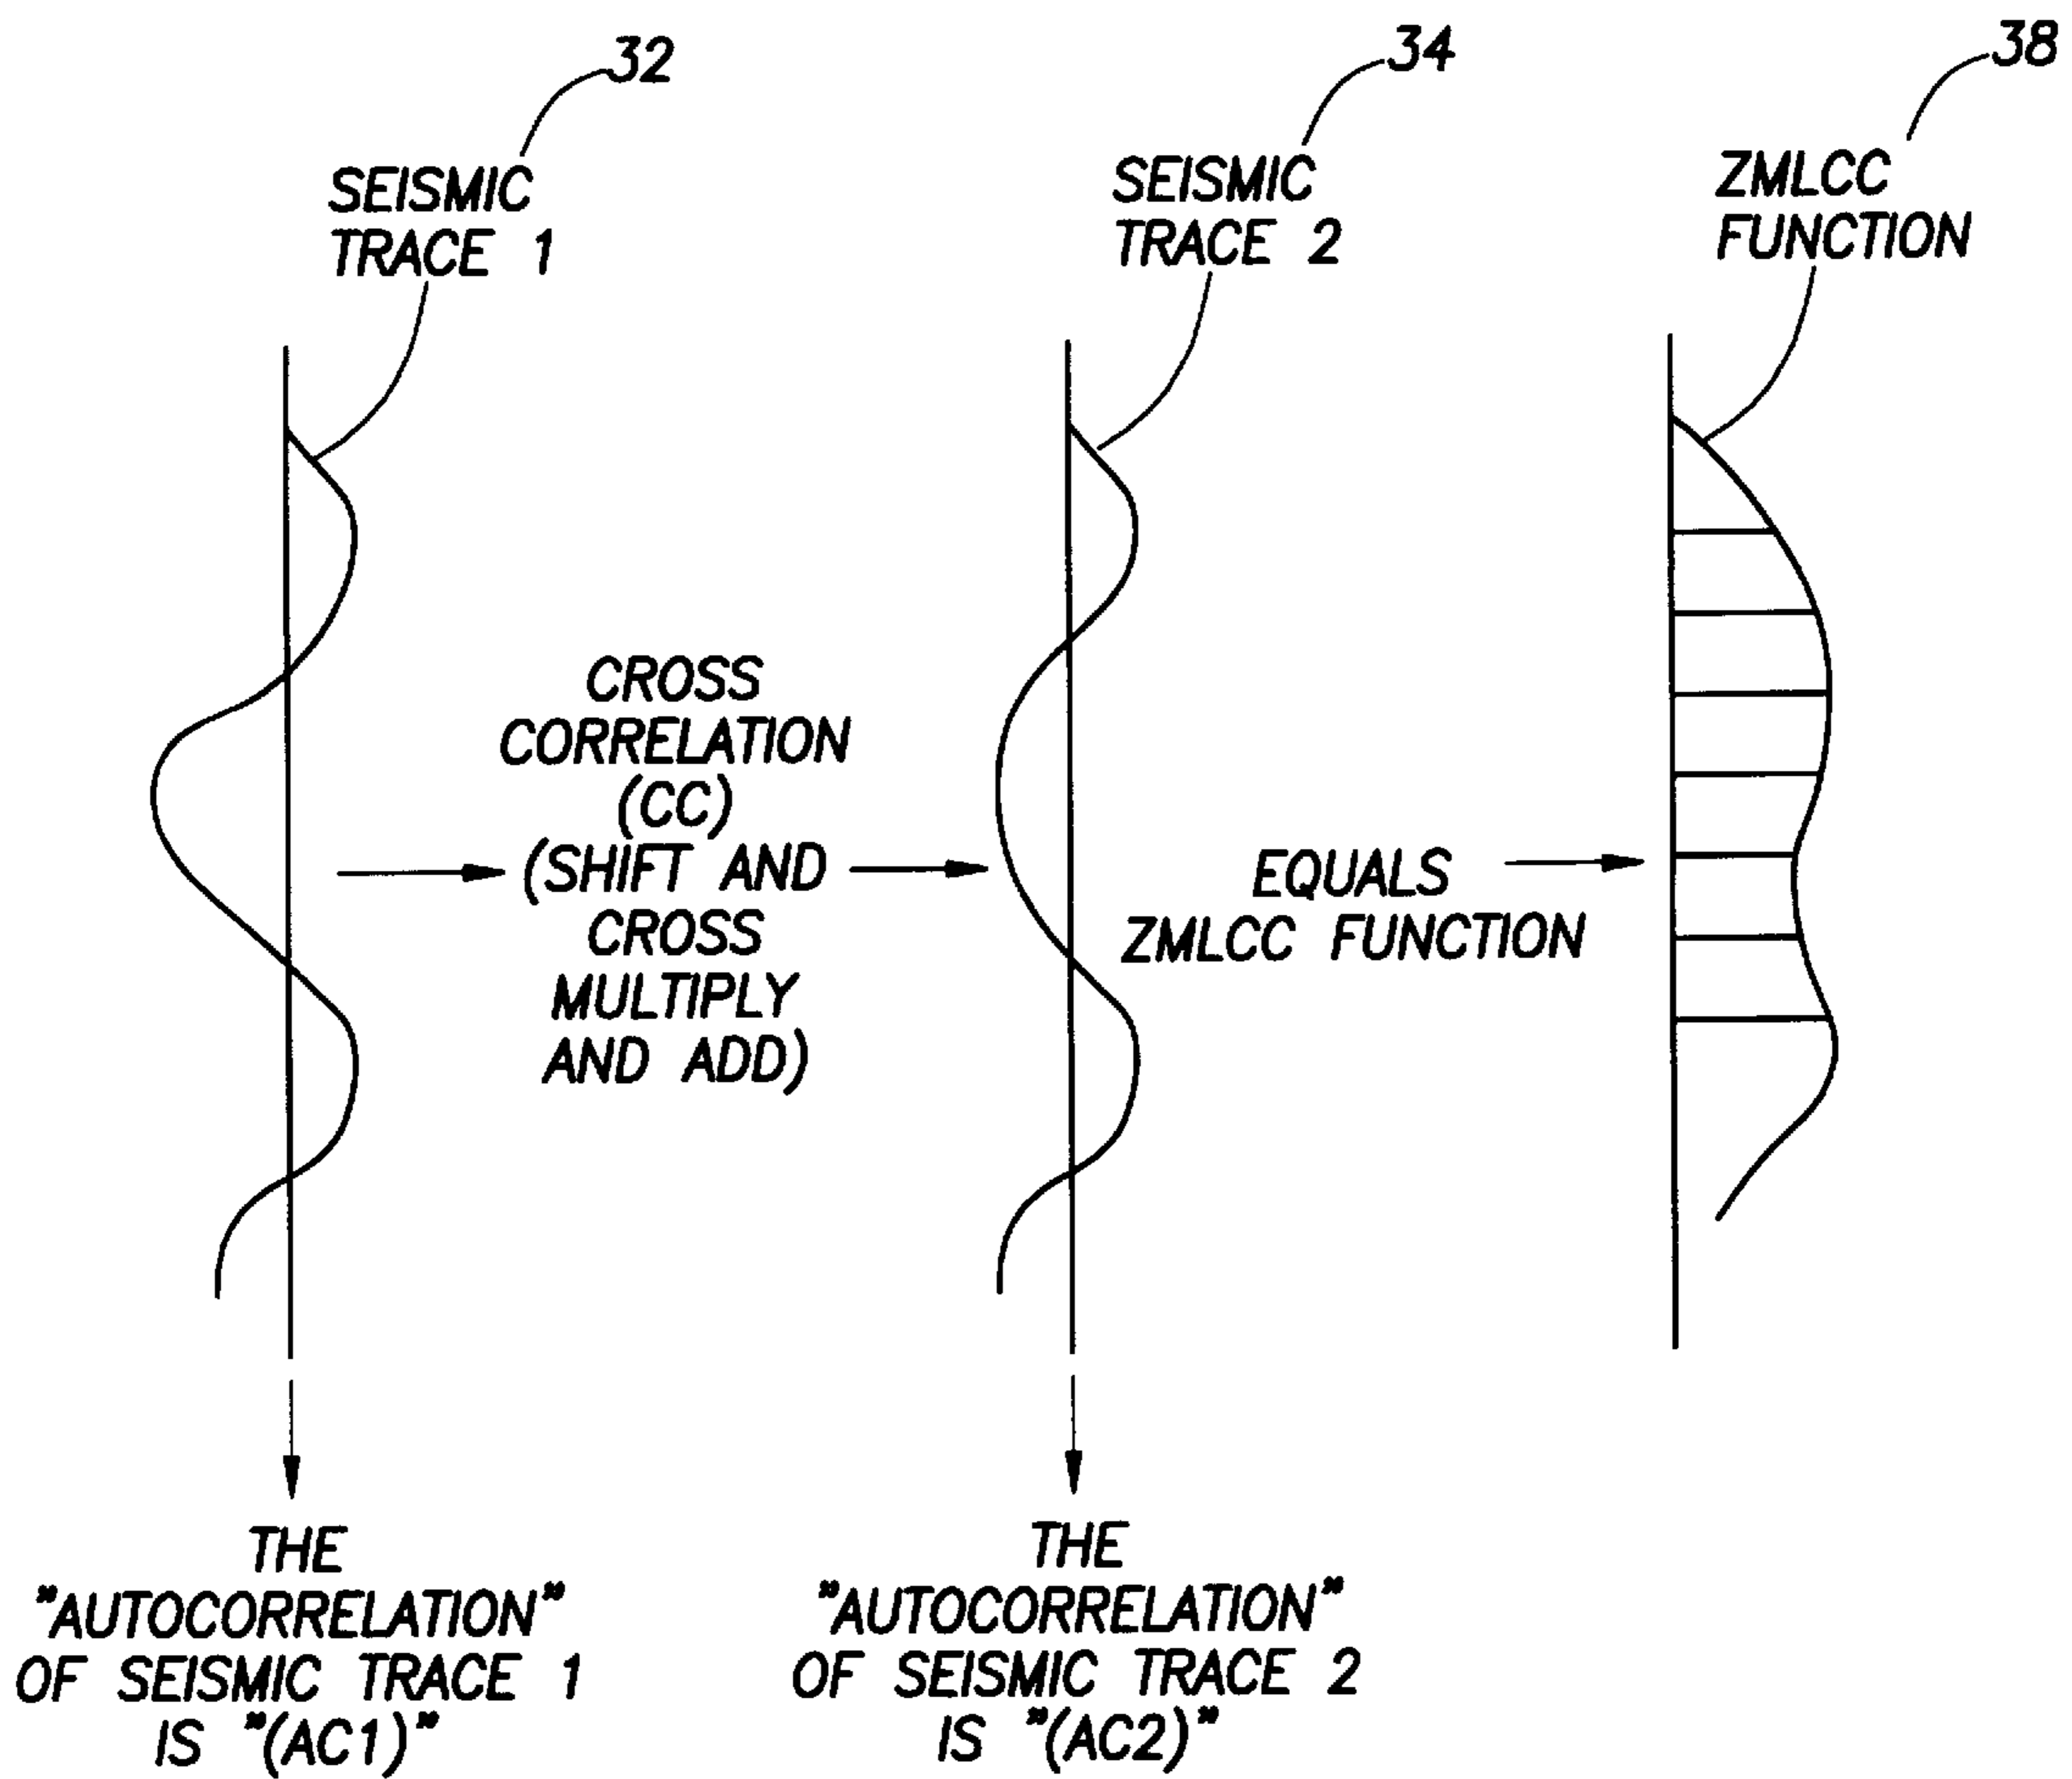 32
SEISMIC
TRACE 1
34
SEISMIC
TRACE 2
38
ZMLCC
FUNCTION
CROSS
CORRELATION
(CC)
(SHIFT AND
CROSS
MULTIPLY
AND ADD)
EQUALS
ZMLCC FUNCTION
THE
"AUTOCORRELATION"
OF SEISMIC TRACE 1
IS "(AC1)"
THE
"AUTOCORRELATION"
OF SEISMIC TRACE 2
IS "(AC2)"